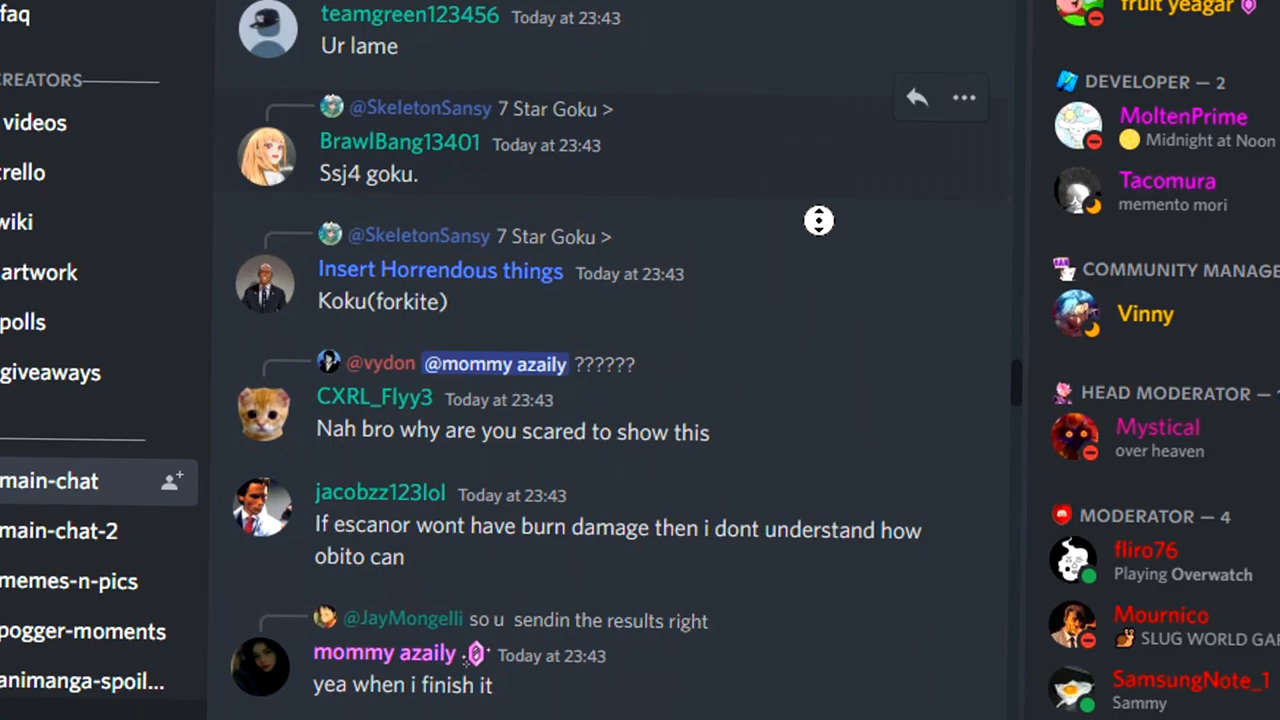 faq
CREATORS
videos
trello
wiki
artwork
polls
giveaways
main-chat
main-chat-2
memes-n-pics
pogger-moments
animanga-spoil...
teamgreen123456 Today at 23:43
Ur lame
@SkeletonSansy 7 Star Goku >
BrawlBang13401 Today at 23:43
Ssj4 goku.
@SkeletonSansy 7 Star Goku >
Insert Horrendous things Today at 23:43
Koku(forkite)
@vydon @mommy azaily ??????
CXRL_Flyy3 Today at 23:43
Nah bro why are you scared to show this
jacobzz123lol Today at 23:43
If escanor wont have burn damage then i dont understand how
obito can
@JayMongelli so u sendin the results right
mommy azaily Today at 23:43
yea when i finish it
fruit yeagar
DEVELOPER — 2
MoltenPrime
Midnight at Noon
Tacomura
memento mori
COMMUNITY MANAGE
Vinny
HEAD MODERATOR — 1
Mystical
over heaven
MODERATOR — 4
fliro76
Playing Overwatch
Mournico
SLUG WORLD GA
SamsungNote_1
Sammy